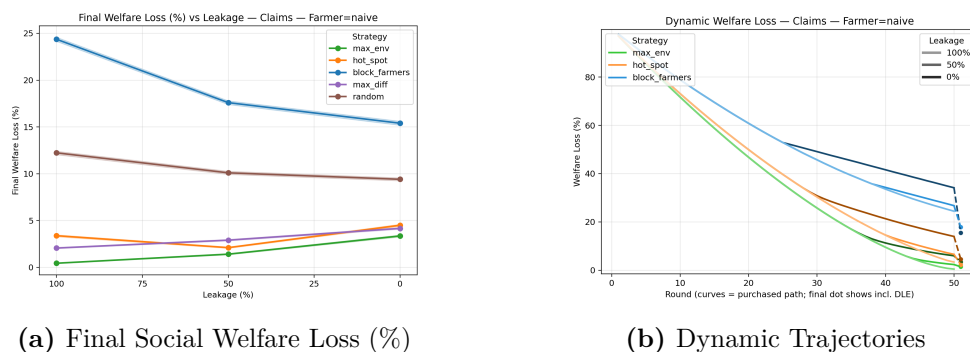 Final Welfare Loss (%) vs Leakage — Claims — Farmer=naive
25
20
15
10
5
0
Final Welfare Loss (%)
100
75
50
25
0
Leakage (%)
Strategy
max_env
hot_spot
block_farmers
max_diff
random
(a) Final Social Welfare Loss (%)
Dynamic Welfare Loss — Claims — Farmer=naive
80
60
40
20
0
Welfare Loss (%)
0
10
20
30
40
50
Round (curves = purchased path; final dot shows incl. DLE)
Strategy
max_env
hot_spot
block_farmers
Leakage
100%
50%
0%
(b) Dynamic Trajectories